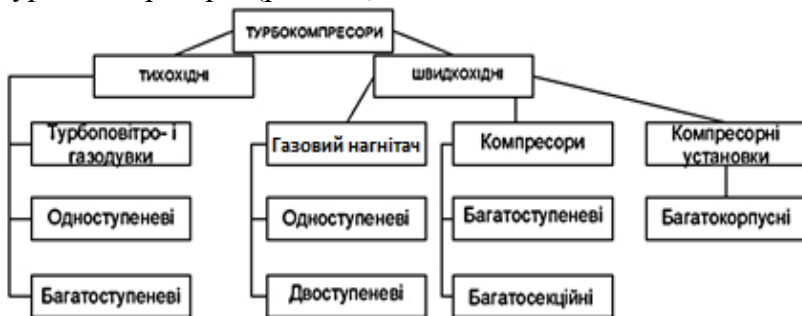 ТУРБОКОМПРЕСОРИ
ТИХОХІДНІ
ШВИДКОХІДНІ
Турбоповітро- і
газодувки
Газовий нагнітач
Компресори
Компресорні
установки
Одноступеневі
Одноступеневі
Багатоступеневі
Багатокорпусні
Багатоступеневі
Двоступеневі
Багатосекційні